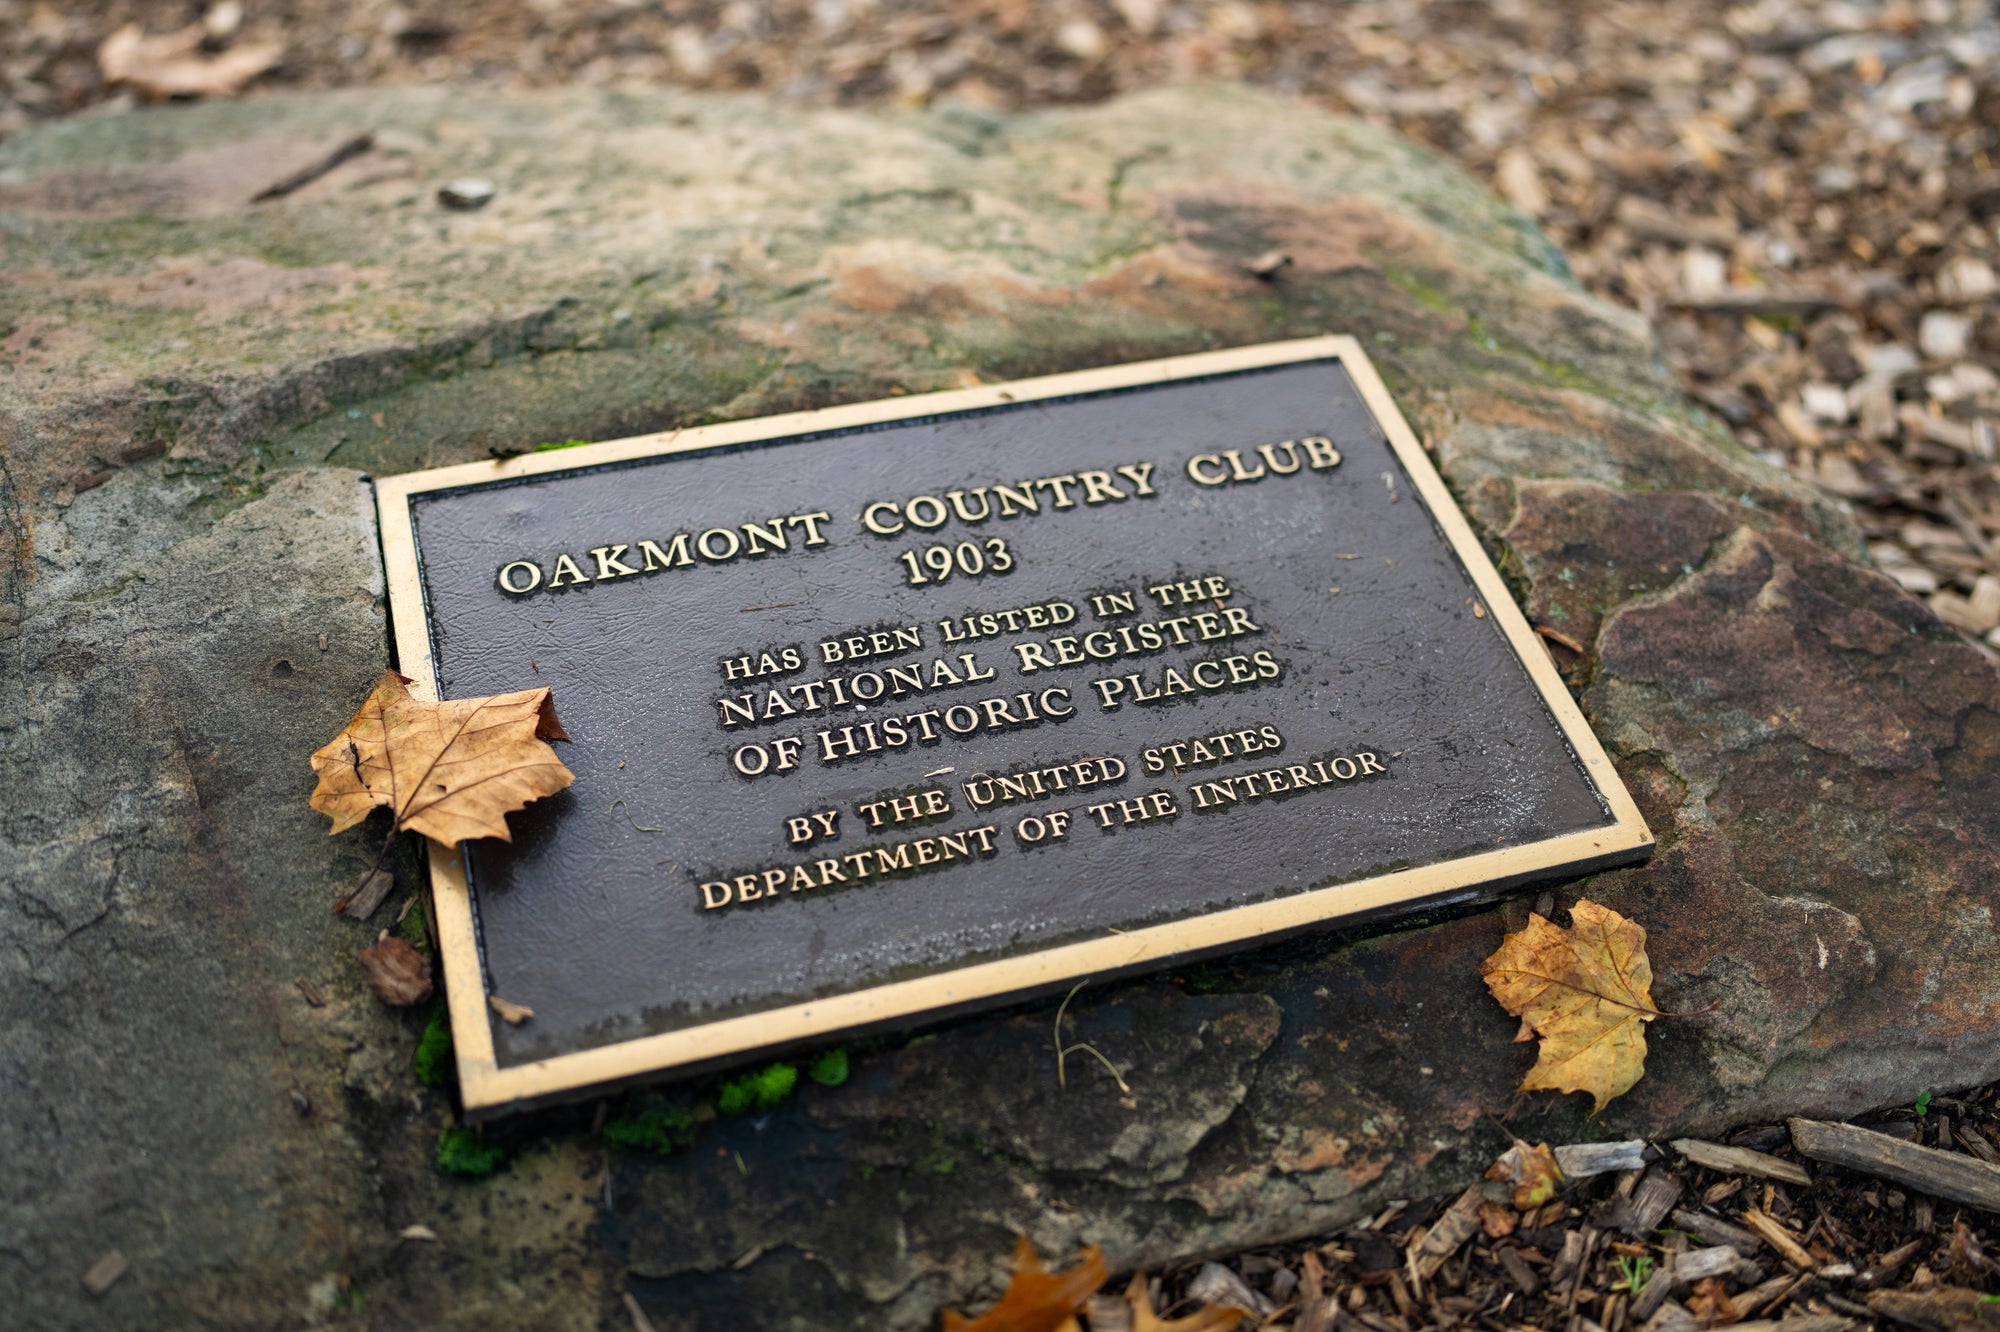 OAKMONT COUNTRY CLUB
1903
HAS BEEN LISTED IN THE
NATIONAL REGISTER
OF HISTORIC PLACES
BY THE UNITED STATES
DEPARTMENT OF THE INTERIOR